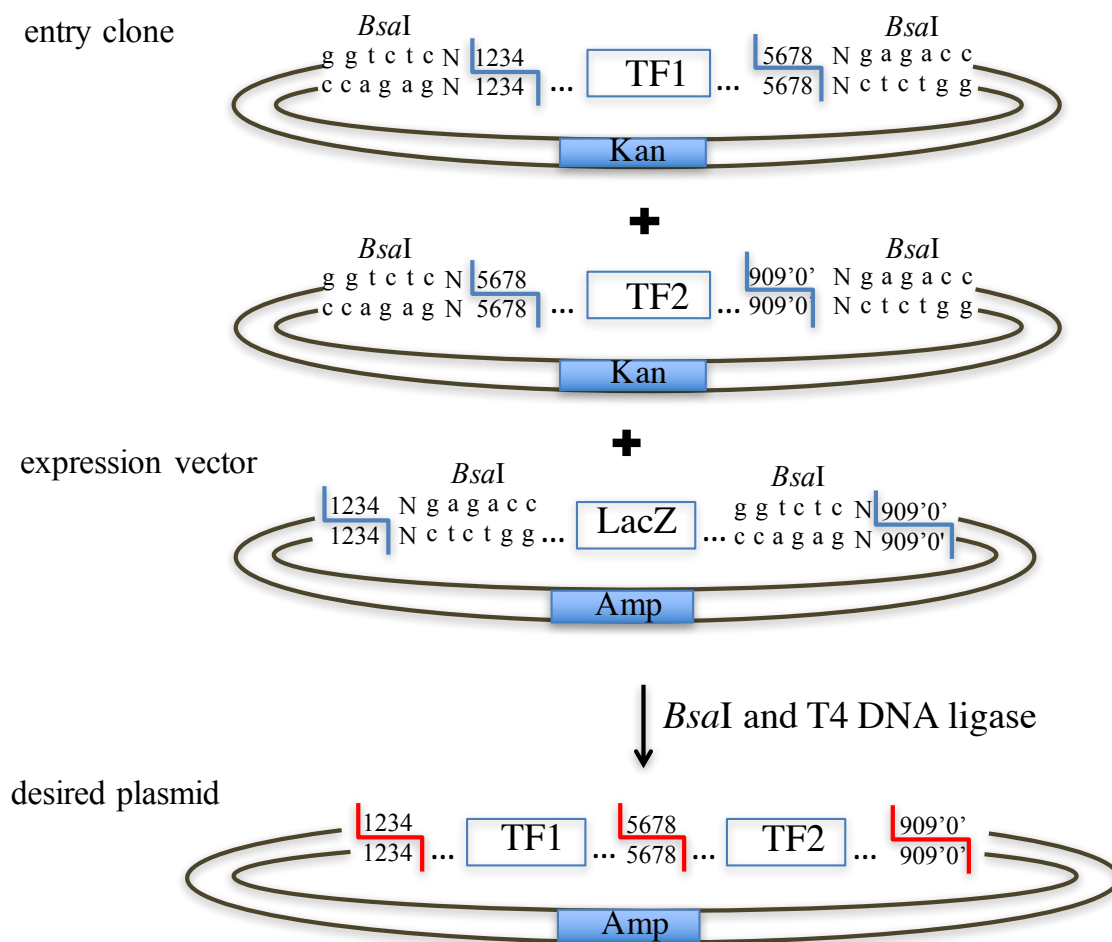 entry clone
BsaI BsaI
g g t c t c N 1234 ... TF1 ... 5678 N g a g a c c
c c a g a g N 1234 5678 N c t c t g g
Kan
+
BsaI BsaI
g g t c t c N 5678 ... TF2 ... 909’0’ N g a g a c c
c c a g a g N 5678 909’0’ N c t c t g g
Kan
+
expression vector
BsaI BsaI
1234 N g a g a c c LacZ g g t c t c N 909’0’
1234 N c t c t g g ... ... c c a g a g N 909’0'
Amp
BsaI and T4 DNA ligase
desired plasmid
1234 TF1 5678 TF2 909’0’
1234 ... ... 5678 ... ... 909’0’
Amp